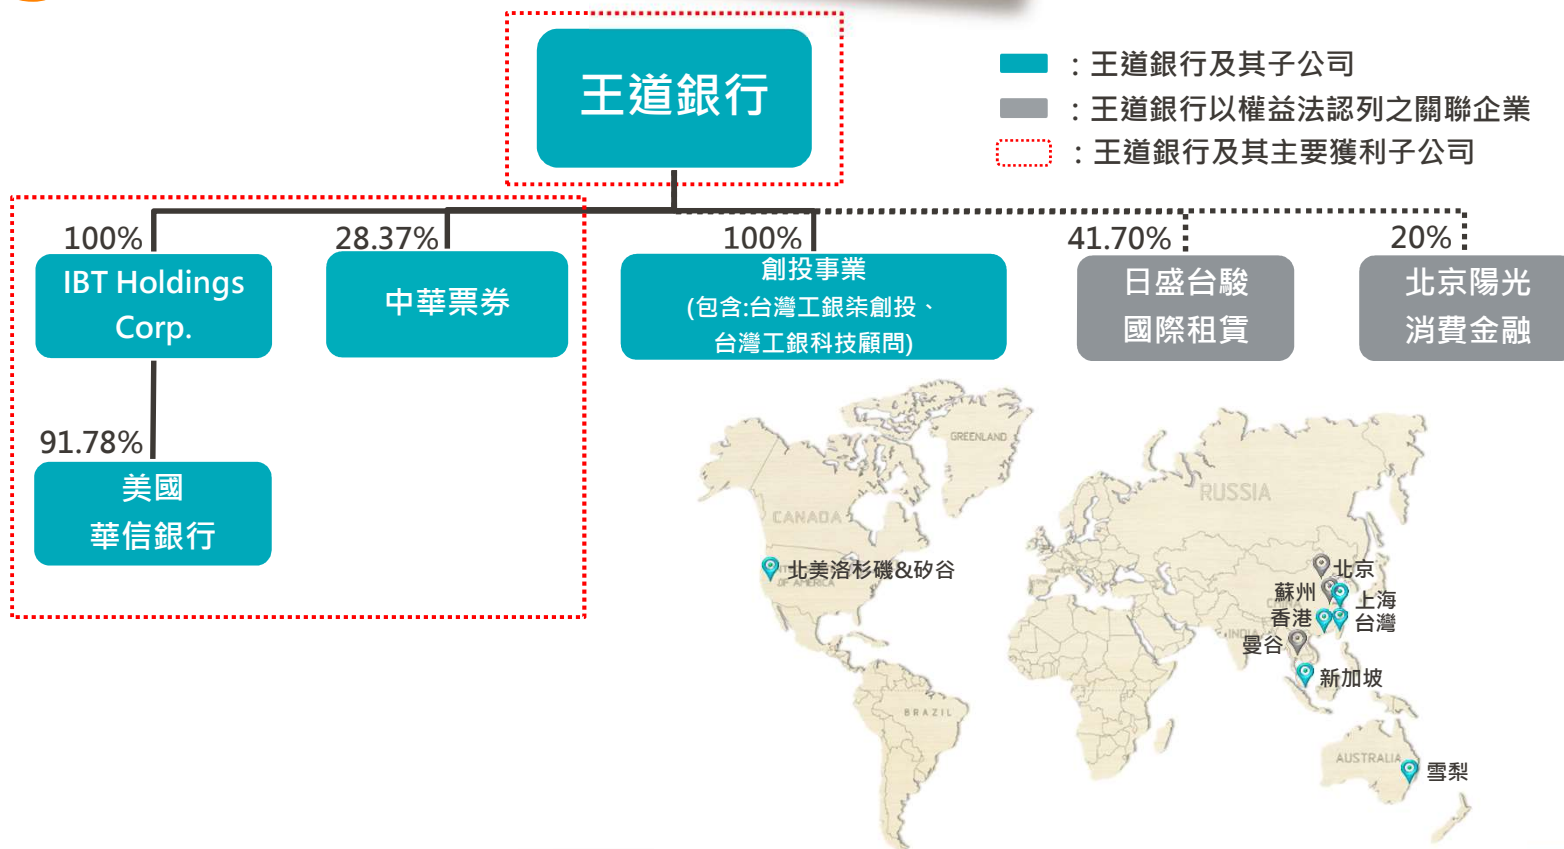 王道銀行
：王道銀行及其子公司
：王道銀行以權益法認列之關聯企業
：王道銀行及其主要獲利子公司
100%
IBT Holdings
Corp.
28.37%
中華票券
100%
創投事業
(包含:台灣工銀柒創投、
台灣工銀科技顧問)
41.70%
日盛台駿
國際租賃
20%
北京陽光
消費金融
91.78%
美國
華信銀行
GREENLAND
RUSSIA
CANADA
北美洛杉磯&矽谷
OF AMERICA
北京
蘇州
上海
香港
台灣
INDIA
曼谷
新加坡
BRAZIL
AUSTRALIA
雪梨